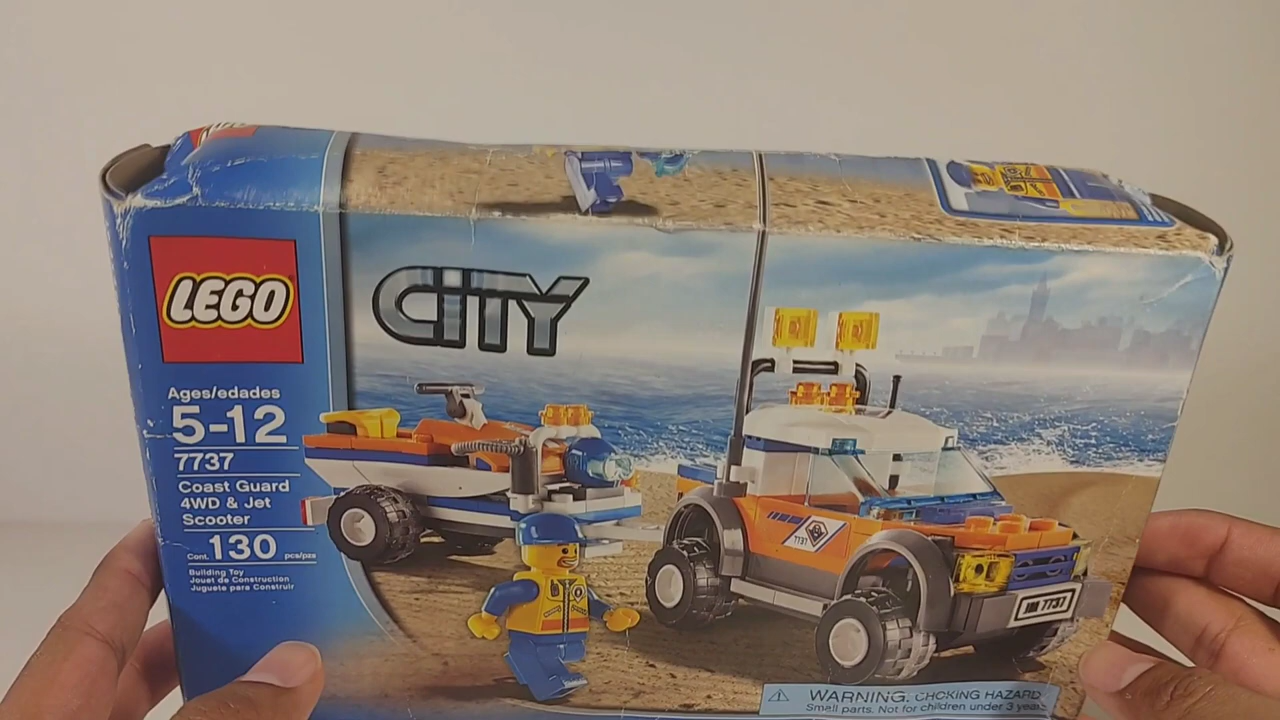 LEGO
CITY
Ages/edades
5-12
7737
Coast Guard
4WD & Jet
Scooter
Cont. 130 pcs/pzs
Building Toy
Jouet de Construction
Juguete para Construir
7737
7737
WARNING. CHOKING HAZARD
Small parts. Not for children under 3 years